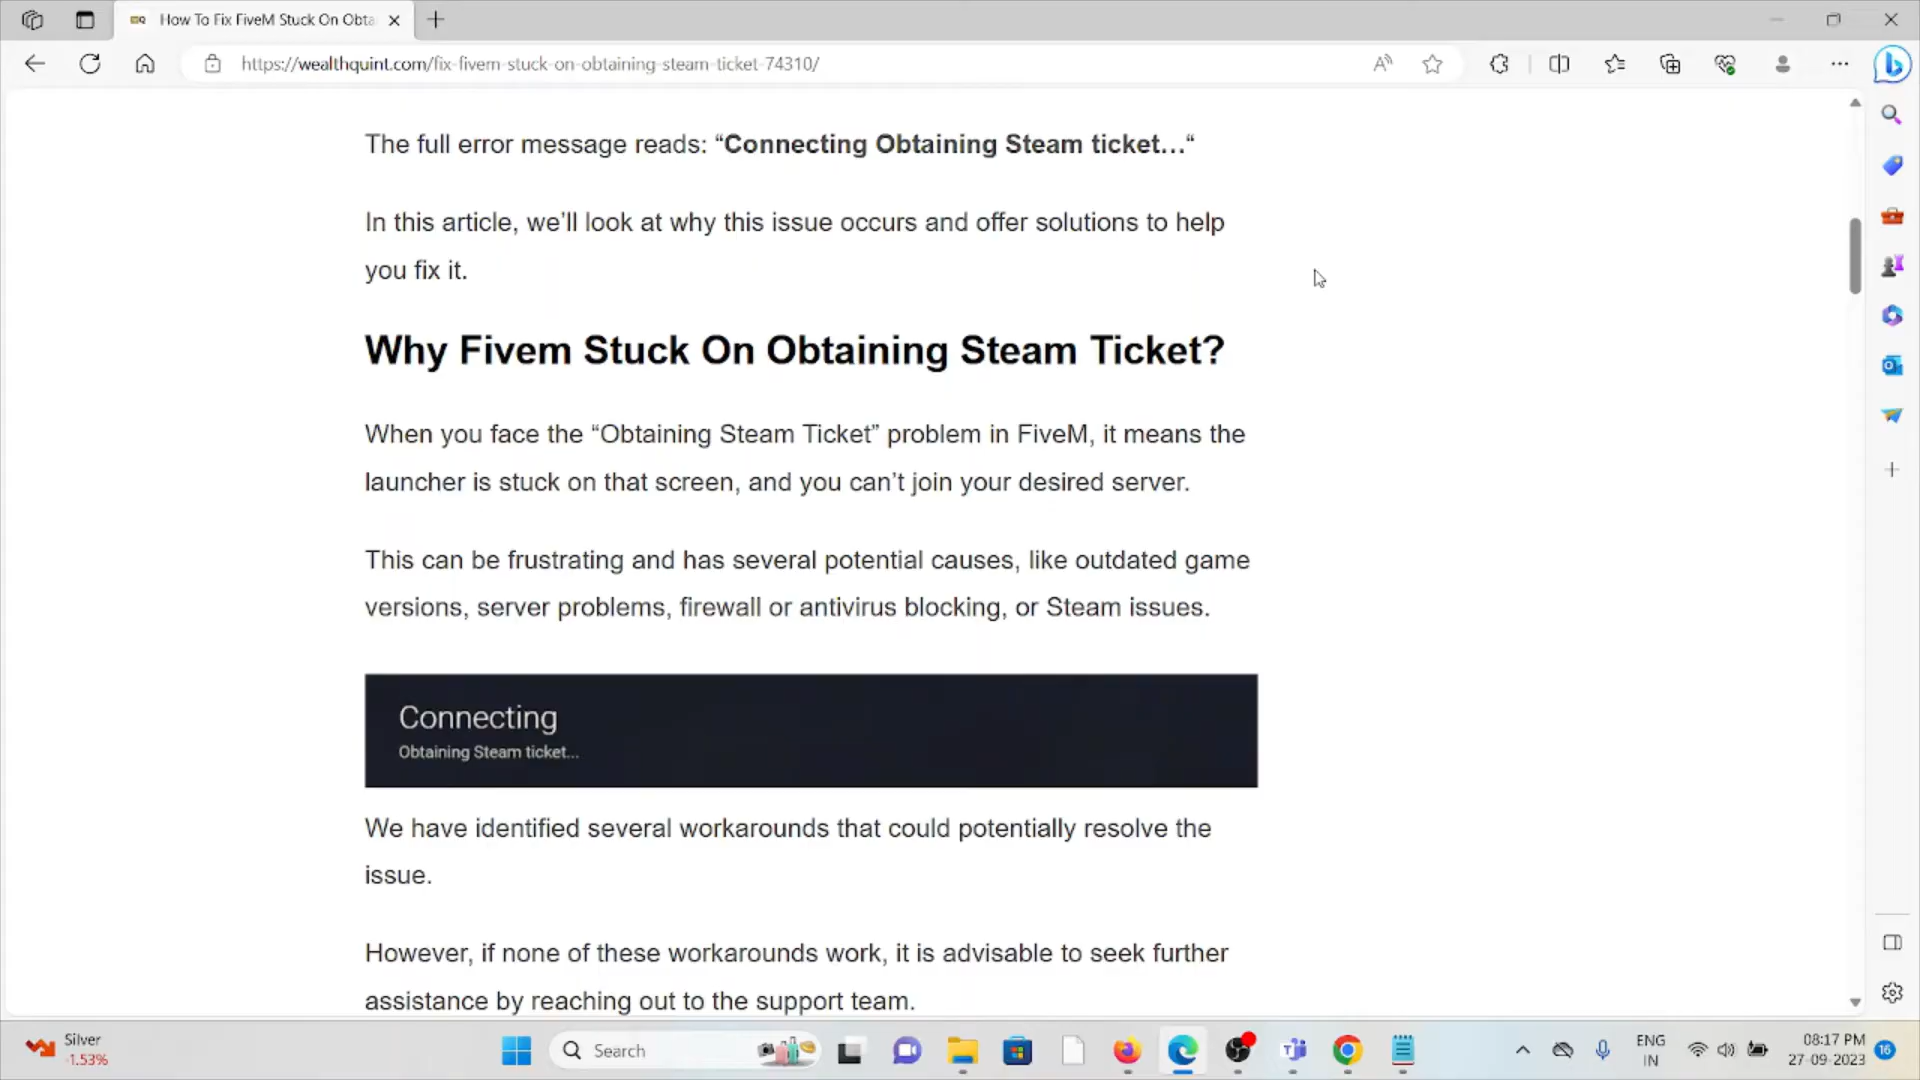 How To Fix FiveM Stuck On Obta
https://wealthquint.com/fix-fivem-stuck-on-obtaining-steam-ticket-74310/
The full error message reads: “Connecting Obtaining Steam ticket…“
In this article, we’ll look at why this issue occurs and offer solutions to help
you fix it.
Why Fivem Stuck On Obtaining Steam Ticket?
When you face the “Obtaining Steam Ticket” problem in FiveM, it means the
launcher is stuck on that screen, and you can’t join your desired server.
This can be frustrating and has several potential causes, like outdated game
versions, server problems, firewall or antivirus blocking, or Steam issues.
Connecting
Obtaining Steam ticket...
We have identified several workarounds that could potentially resolve the
issue.
However, if none of these workarounds work, it is advisable to seek further
assistance by reaching out to the support team.
Silver
-1.53%
Search
ENG
IN
08:17 PM
27-09-2023
16